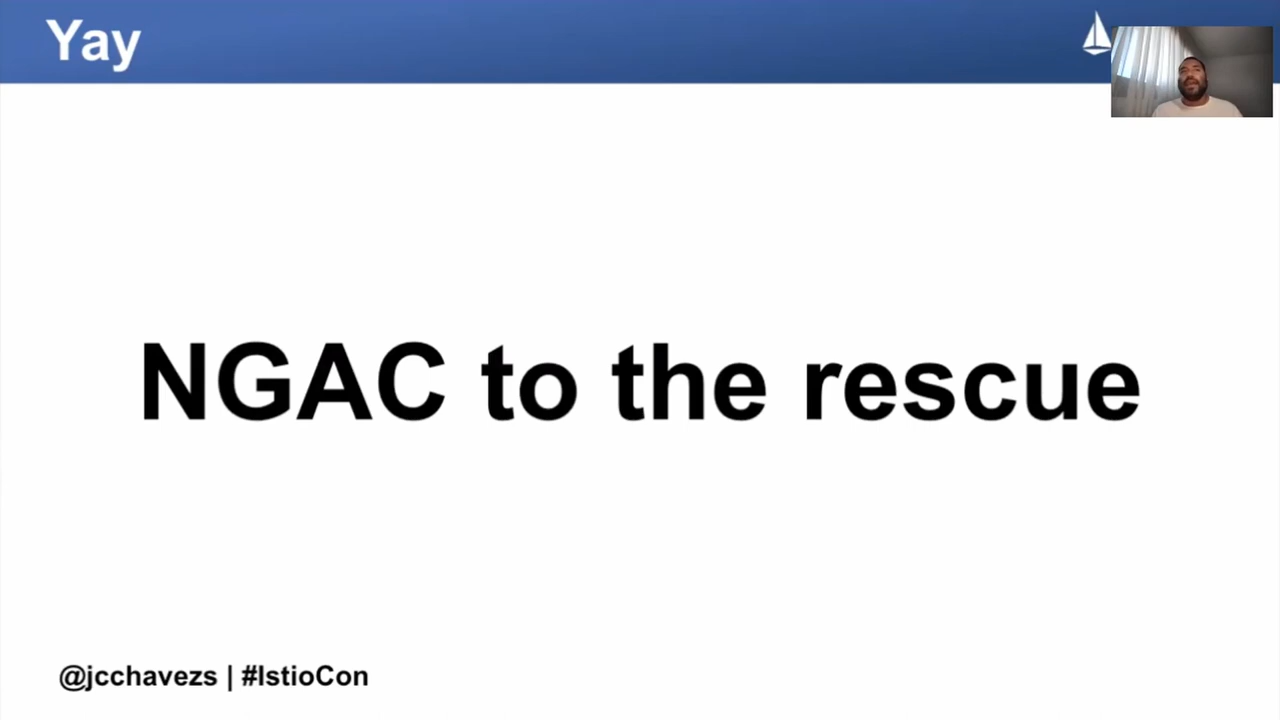 Yay
NGAC to the rescue
@jcchavezs | #IstioCon